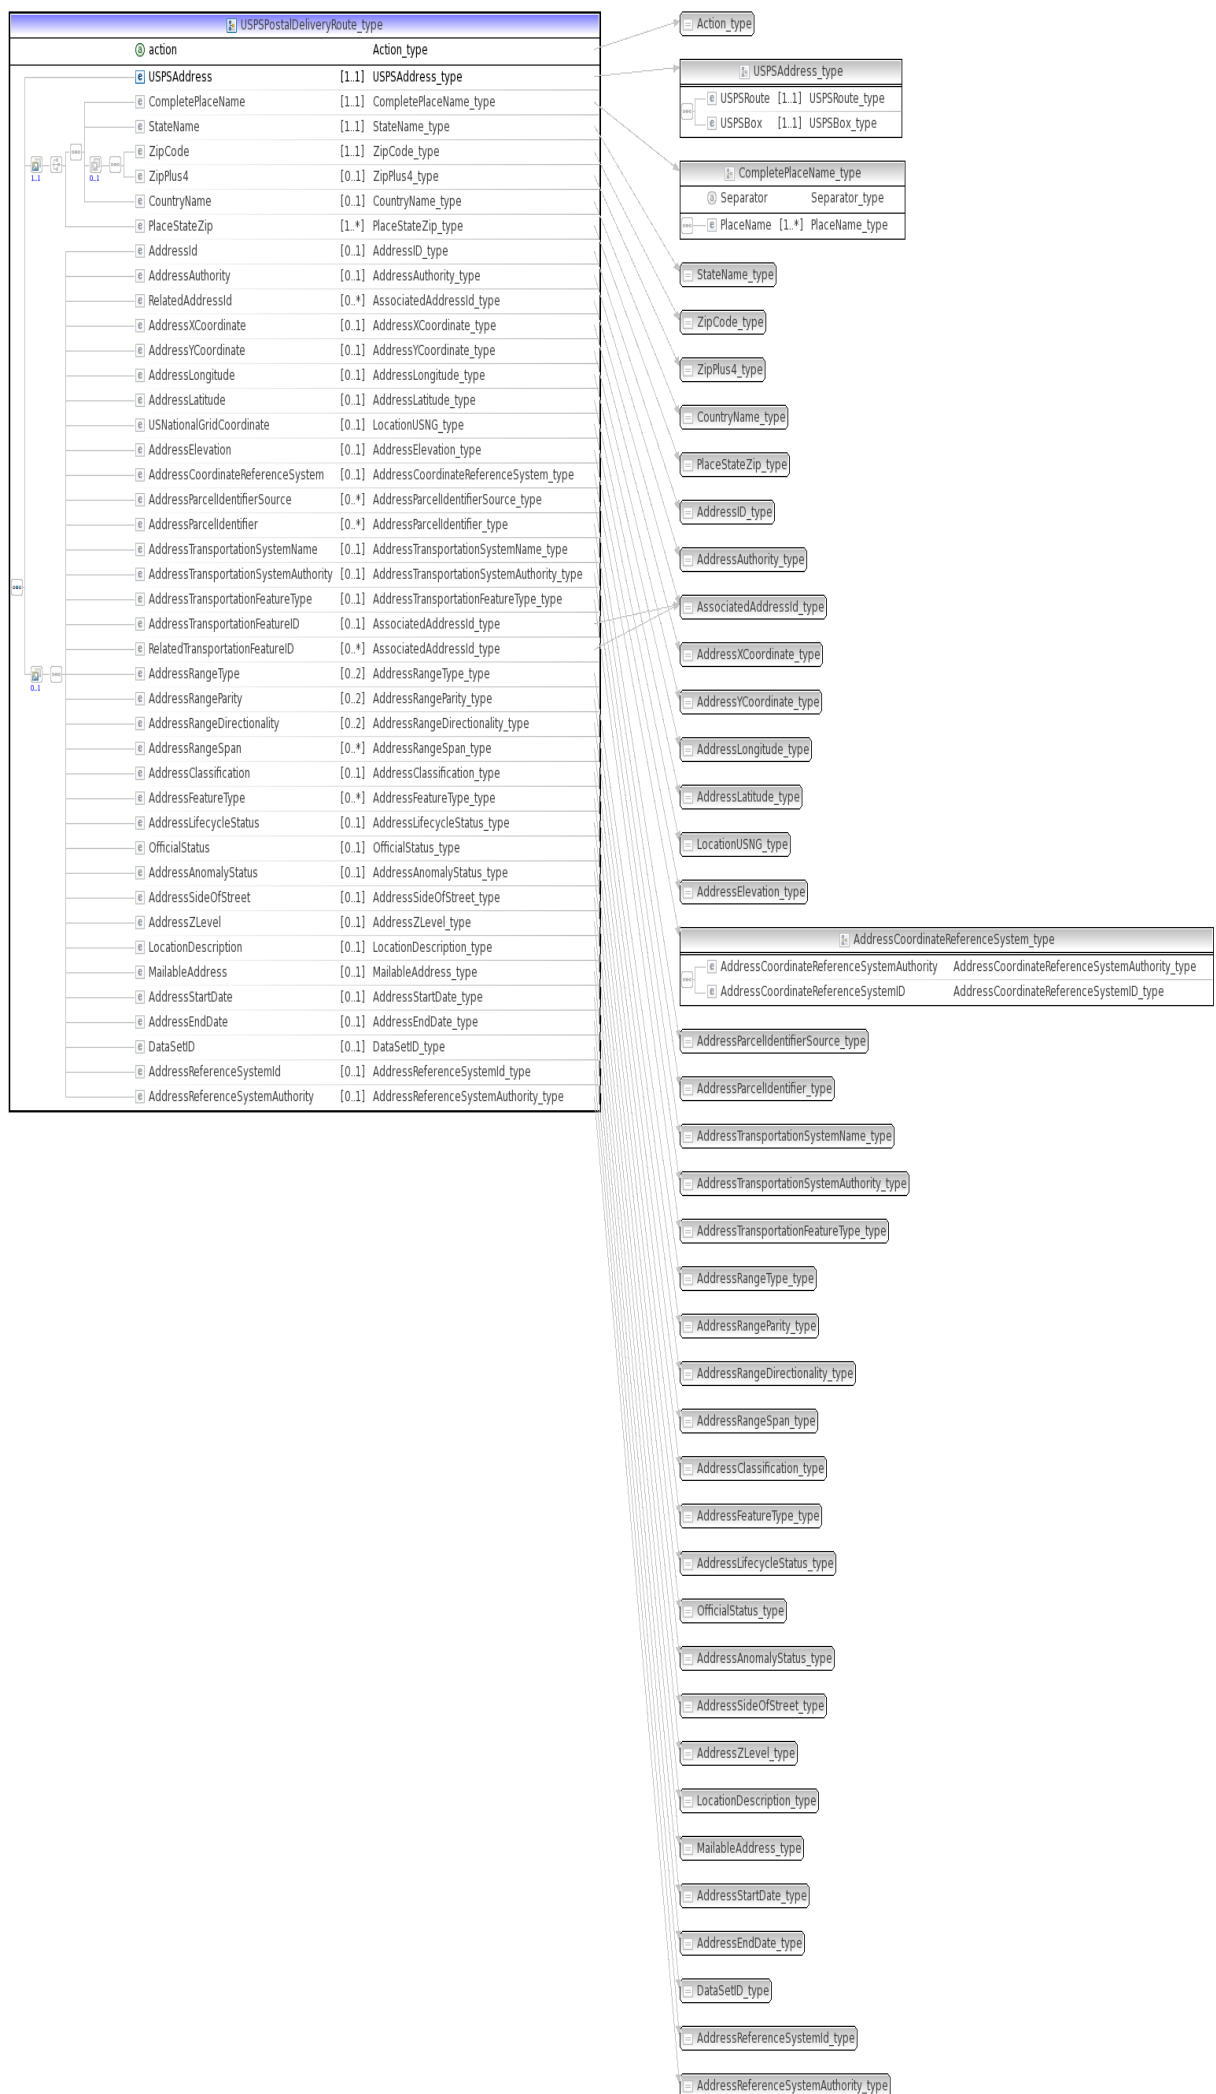 USPSPostalDeliveryRoute_type
action Action_type
USPSAddress [1..1] USPSAddress_type
CompletePlaceName [1..1] CompletePlaceName_type
StateName [1..1] StateName_type
ZipCode [1..1] ZipCode_type
ZipPlus4 [0..1] ZipPlus4_type
1..1
0..1
CountryName [0..1] CountryName_type
PlaceStateZip [1..*] PlaceStateZip_type
AddressId [0..1] AddressID_type
AddressAuthority [0..1] AddressAuthority_type
RelatedAddressId [0..*] AssociatedAddressId_type
AddressXCoordinate [0..1] AddressXCoordinate_type
AddressYCoordinate [0..1] AddressYCoordinate_type
AddressLongitude [0..1] AddressLongitude_type
AddressLatitude [0..1] AddressLatitude_type
USNationalGridCoordinate [0..1] LocationUSNG_type
AddressElevation [0..1] AddressElevation_type
AddressCoordinateReferenceSystem [0..1] AddressCoordinateReferenceSystem_type
AddressParcelIdentifierSource [0..*] AddressParcelIdentifierSource_type
AddressParcelIdentifier [0..*] AddressParcelIdentifier_type
AddressTransportationSystemName [0..1] AddressTransportationSystemName_type
AddressTransportationSystemAuthority [0..1] AddressTransportationSystemAuthority_type
AddressTransportationFeatureType [0..1] AddressTransportationFeatureType_type
AddressTransportationFeatureID [0..1] AssociatedAddressId_type
RelatedTransportationFeatureID [0..*] AssociatedAddressId_type
AddressRangeType [0..2] AddressRangeType_type
0..1
AddressRangeParity [0..2] AddressRangeParity_type
AddressRangeDirectionality [0..2] AddressRangeDirectionality_type
AddressRangeSpan [0..*] AddressRangeSpan_type
AddressClassification [0..1] AddressClassification_type
AddressFeatureType [0..*] AddressFeatureType_type
AddressLifecycleStatus [0..1] AddressLifecycleStatus_type
OfficialStatus [0..1] OfficialStatus_type
AddressAnomalyStatus [0..1] AddressAnomalyStatus_type
AddressSideOfStreet [0..1] AddressSideOfStreet_type
AddressZLevel [0..1] AddressZLevel_type
LocationDescription [0..1] LocationDescription_type
MailableAddress [0..1] MailableAddress_type
AddressStartDate [0..1] AddressStartDate_type
AddressEndDate [0..1] AddressEndDate_type
DataSetID [0..1] DataSetID_type
AddressReferenceSystemId [0..1] AddressReferenceSystemId_type
AddressReferenceSystemAuthority [0..1] AddressReferenceSystemAuthority_type
Action_type
USPSAddress_type
USPSRoute [1..1] USPSRoute_type
USPSBox [1..1] USPSBox_type
CompletePlaceName_type
Separator Separator_type
PlaceName [1..*] PlaceName_type
StateName_type
ZipCode_type
ZipPlus4_type
CountryName_type
PlaceStateZip_type
AddressID_type
AddressAuthority_type
AssociatedAddressId_type
AddressXCoordinate_type
AddressYCoordinate_type
AddressLongitude_type
AddressLatitude_type
LocationUSNG_type
AddressElevation_type
AddressCoordinateReferenceSystem_type
AddressCoordinateReferenceSystemAuthority AddressCoordinateReferenceSystemAuthority_type
AddressCoordinateReferenceSystemID AddressCoordinateReferenceSystemID_type
AddressParcelIdentifierSource_type
AddressParcelIdentifier_type
AddressTransportationSystemName_type
AddressTransportationSystemAuthority_type
AddressTransportationFeatureType_type
AddressRangeType_type
AddressRangeParity_type
AddressRangeDirectionality_type
AddressRangeSpan_type
AddressClassification_type
AddressFeatureType_type
AddressLifecycleStatus_type
OfficialStatus_type
AddressAnomalyStatus_type
AddressSideOfStreet_type
AddressZLevel_type
LocationDescription_type
MailableAddress_type
AddressStartDate_type
AddressEndDate_type
DataSetID_type
AddressReferenceSystemId_type
AddressReferenceSystemAuthority_type